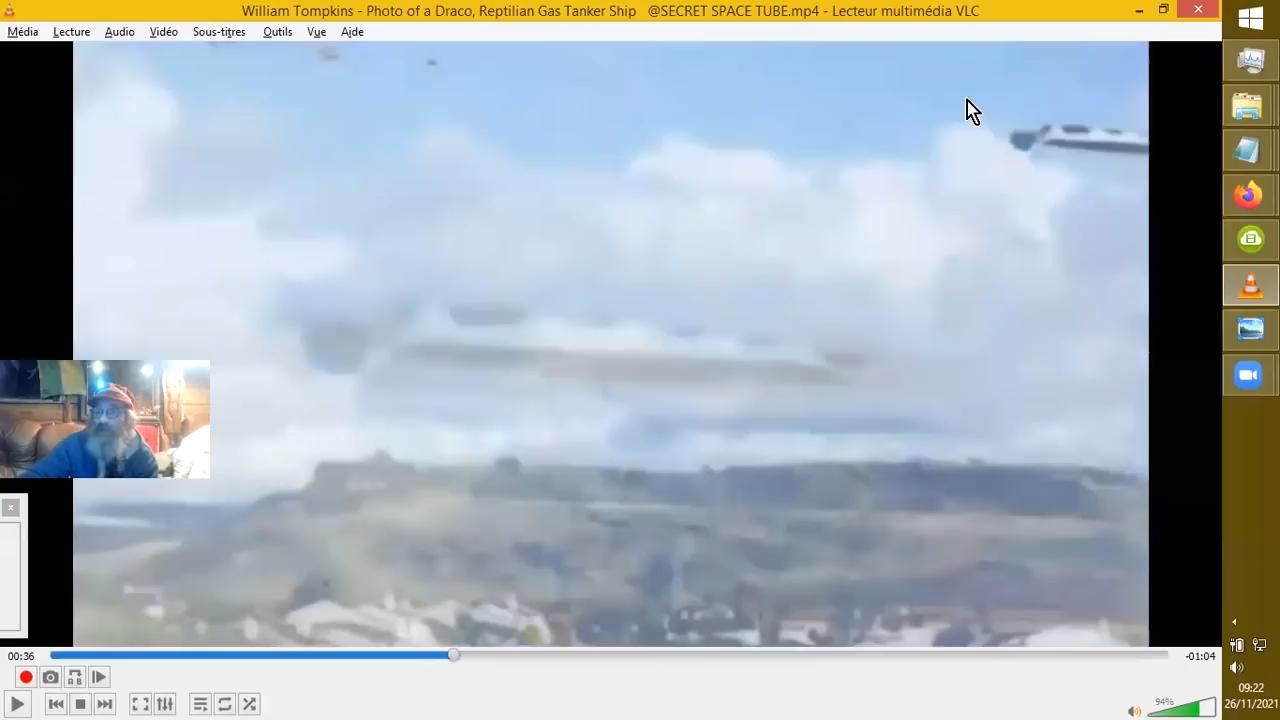 William Tompkins - Photo of a Draco, Reptilian Gas Tanker Ship @SECRET SPACE TUBE.mp4 - Lecteur multimédia VLC
Média Lecture Audio Vidéo Sous-titres Outils Vue Aide
00:36
-01:04
94%
09:22
26/11/2021